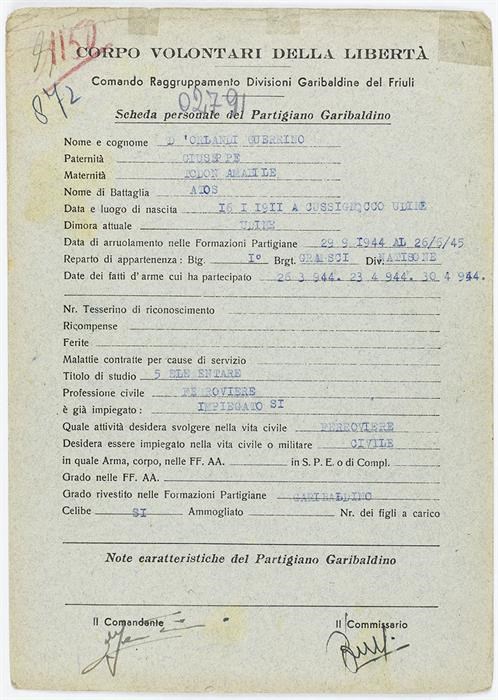 1150
CORPO VOLONTARI DELLA LIBERTÀ
872
Comando Raggruppamento Divisioni Garibaldine del Friuli
02791
Scheda personale del Partigiano Garibaldino
Nome e cognome D'ORLANDI GUERRINO
Paternità GIUSEPPE
Maternità TODON AMABILE
Nome di Battaglia ATOS
Data e luogo di nascita 16 I 1911 A CUSSIGNOCCO UDINE
Dimora attuale UDINE
Data di arruolamento nelle Formazioni Partigiane 29 9 1944 AL 26/5/45
Reparto di appartenenza: Btg. I° Brgt. GRAMSCI Div. NATISONE
Date dei fatti d'arme cui ha partecipato 26 3 944. 23 4 944. 30 4 944.
Nr. Tesserino di riconoscimento
Ricompense
Ferite
Malattie contratte per cause di servizio
Titolo di studio 5 ELEMENTARE
Professione civile FERROVIERE
è già impiegato: IMPIEGATO SI
Quale attività desidera svolgere nella vita civile FERROVIERE
Desidera essere impiegato nella vita civile o militare CIVILE
in quale Arma, corpo, nelle FF. AA. in S. P. E. o di Compl.
Grado nelle FF. AA.
Grado rivestito nelle Formazioni Partigiane GARIBALDINO
Celibe SI Ammogliato Nr. dei figli a carico
Note caratteristiche del Partigiano Garibaldino
Il Comandante Il Commissario